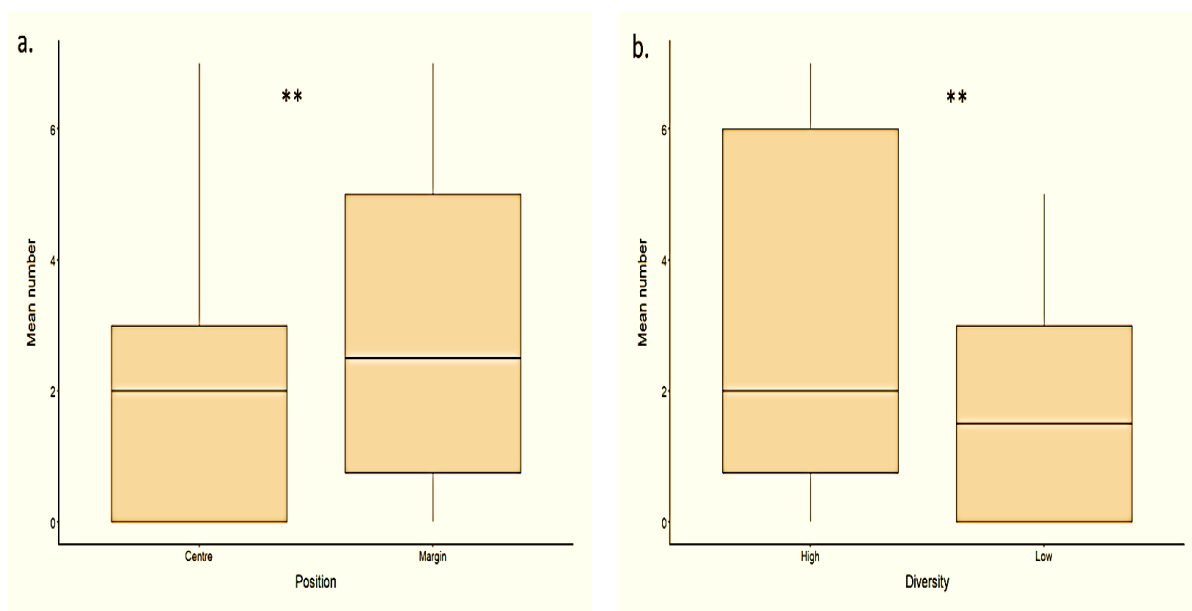 a.
**
Mean number
6
4
2
0
Centre
Margin
Position
b.
**
Mean number
6
4
2
0
High
Low
Diversity